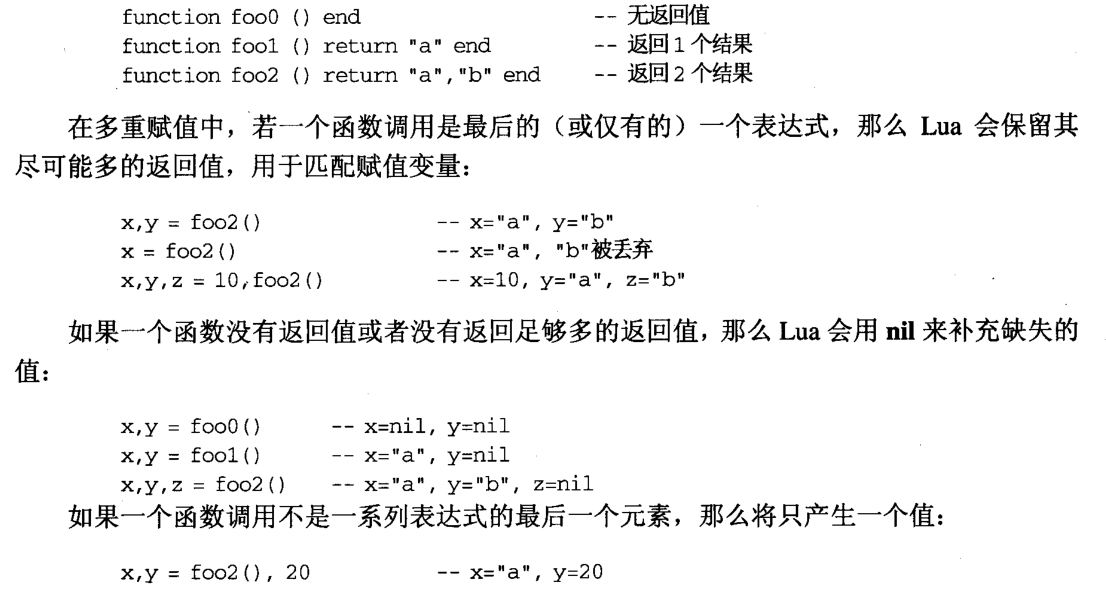 function foo0 () end -- 无返回值
function foo1 () return "a" end -- 返回1个结果
function foo2 () return "a","b" end -- 返回2个结果
在多重赋值中，若一个函数调用是最后的（或仅有的）一个表达式，那么 Lua 会保留其
尽可能多的返回值，用于匹配赋值变量：
x,y = foo2() -- x="a", y="b"
x = foo2() -- x="a", "b"被丢弃
x,y,z = 10,foo2() -- x=10, y="a", z="b"
如果一个函数没有返回值或者没有返回足够多的返回值，那么 Lua 会用 nil 来补充缺失的
值：
x,y = foo0() -- x=nil, y=nil
x,y = foo1() -- x="a", y=nil
x,y,z = foo2() -- x="a", y="b", z=nil
如果一个函数调用不是一系列表达式的最后一个元素，那么将只产生一个值：
x,y = foo2(), 20 -- x="a", y=20